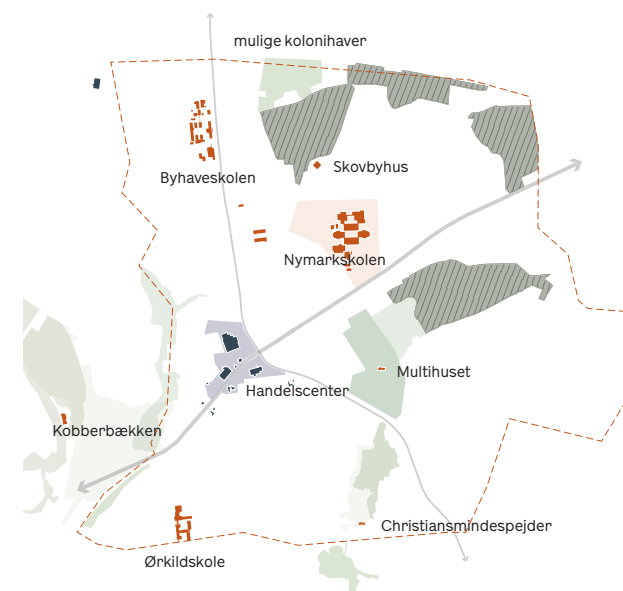 mulige kolonihaver
Skovbyhus
Byhaveskolen
Nymarkskolen
Multihuset
Handelscenter
Kobberbækken
Christiansmindespejder
Ørkildskole